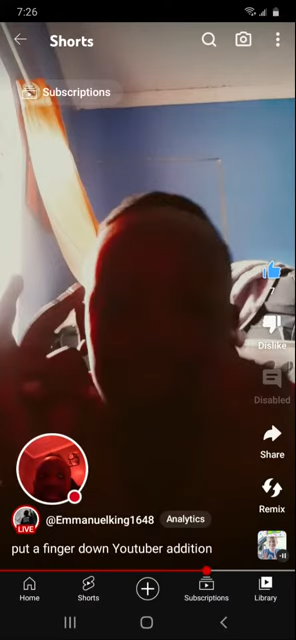 7:26
Shorts
Subscriptions
7
Dislike
Disabled
Share
Remix
LIVE
@Emmanuelking1648 Analytics
put a finger down Youtuber addition
Home Shorts Subscriptions Library